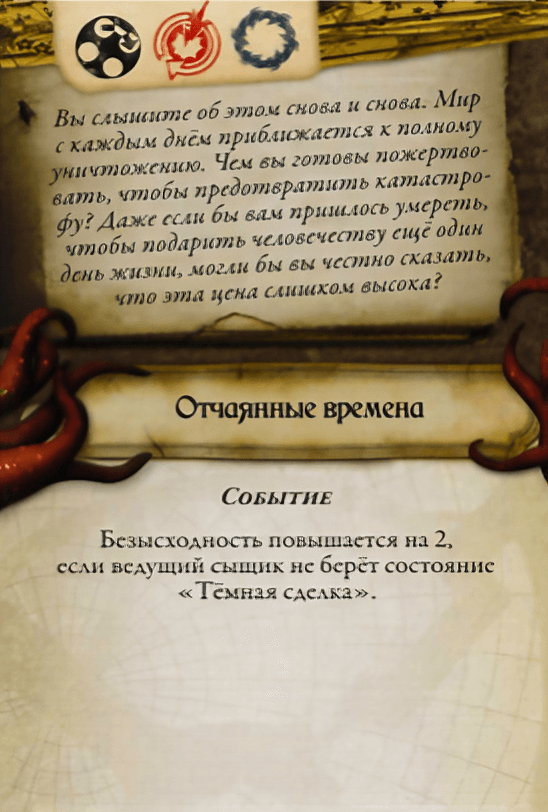 Вы слышите об этом снова и снова. Мир
с каждым днём приближается к полному
уничтожению. Чем вы готовы пожертво-
вать, чтобы предотвратить катастро-
фу? Даже если бы вам пришлось умереть,
чтобы подарить человечеству ещё один
день жизни, могли бы вы честно сказать,
что эта цена слишком высока?
Отчаянные времена
Событие
Безысходность повышается на 2,
если ведущий сыщик не берёт состояние
«Тёмная сделка».